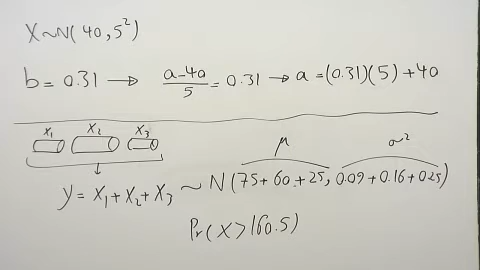 X~N(40,5²)
b = 0.31 → a-40/5 = 0.31 → a = (0.31)(5)+40
X₁ X₂ X₃
μ σ²
y = X₁+X₂+X₃ ~ N(75+60+25, 0.09+0.16+0.25)
Pr(X>160.5)